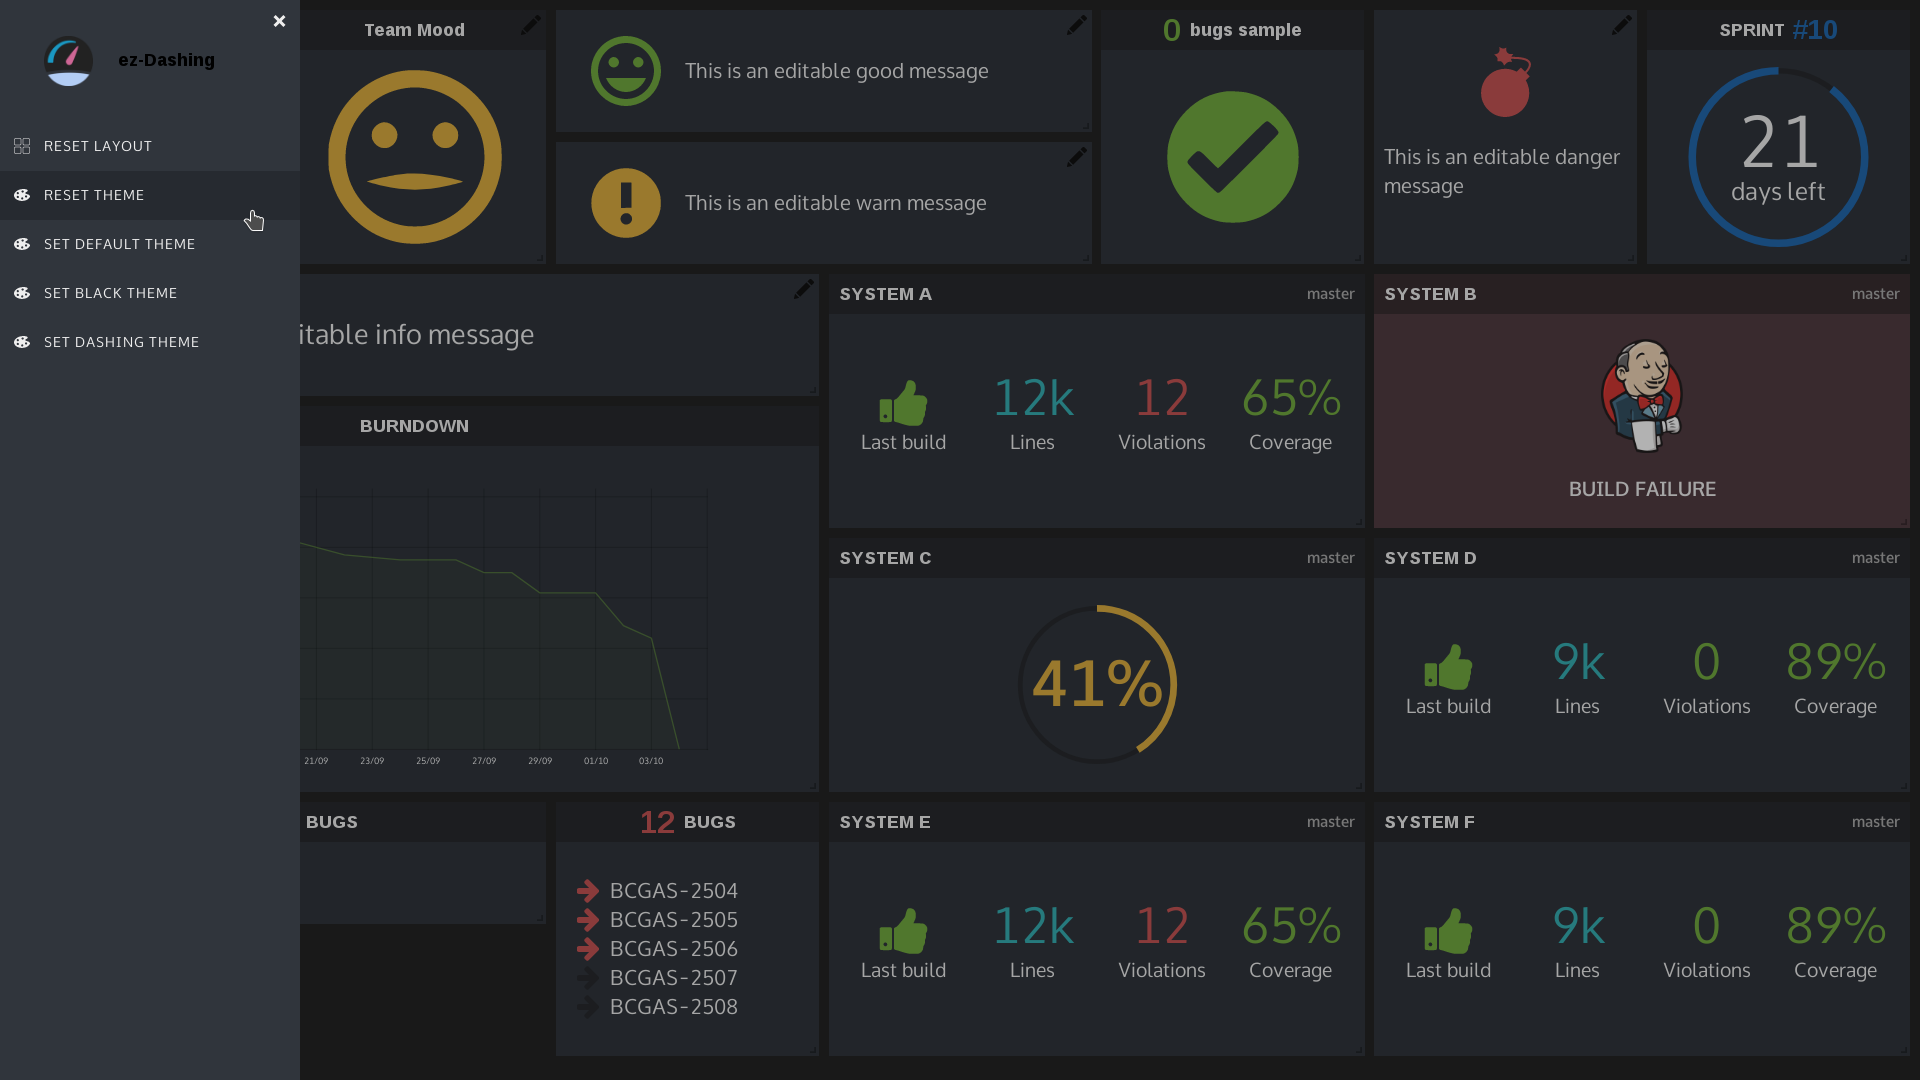 ez-Dashing
RESET LAYOUT
RESET THEME
SET DEFAULT THEME
SET BLACK THEME
SET DASHING THEME
Team Mood
This is an editable good message
This is an editable warn message
0 bugs sample
This is an editable danger
message
SPRINT #10
21
days left
itable info message
SYSTEM A master
12k 12 65%
Last build Lines Violations Coverage
SYSTEM B master
BUILD FAILURE
BURNDOWN
21/09 23/09 25/09 27/09 29/09 01/10 03/10
SYSTEM C master
41%
SYSTEM D master
9k 0 89%
Last build Lines Violations Coverage
BUGS
12 BUGS
BCGAS-2504
BCGAS-2505
BCGAS-2506
BCGAS-2507
BCGAS-2508
SYSTEM E master
12k 12 65%
Last build Lines Violations Coverage
SYSTEM F master
9k 0 89%
Last build Lines Violations Coverage